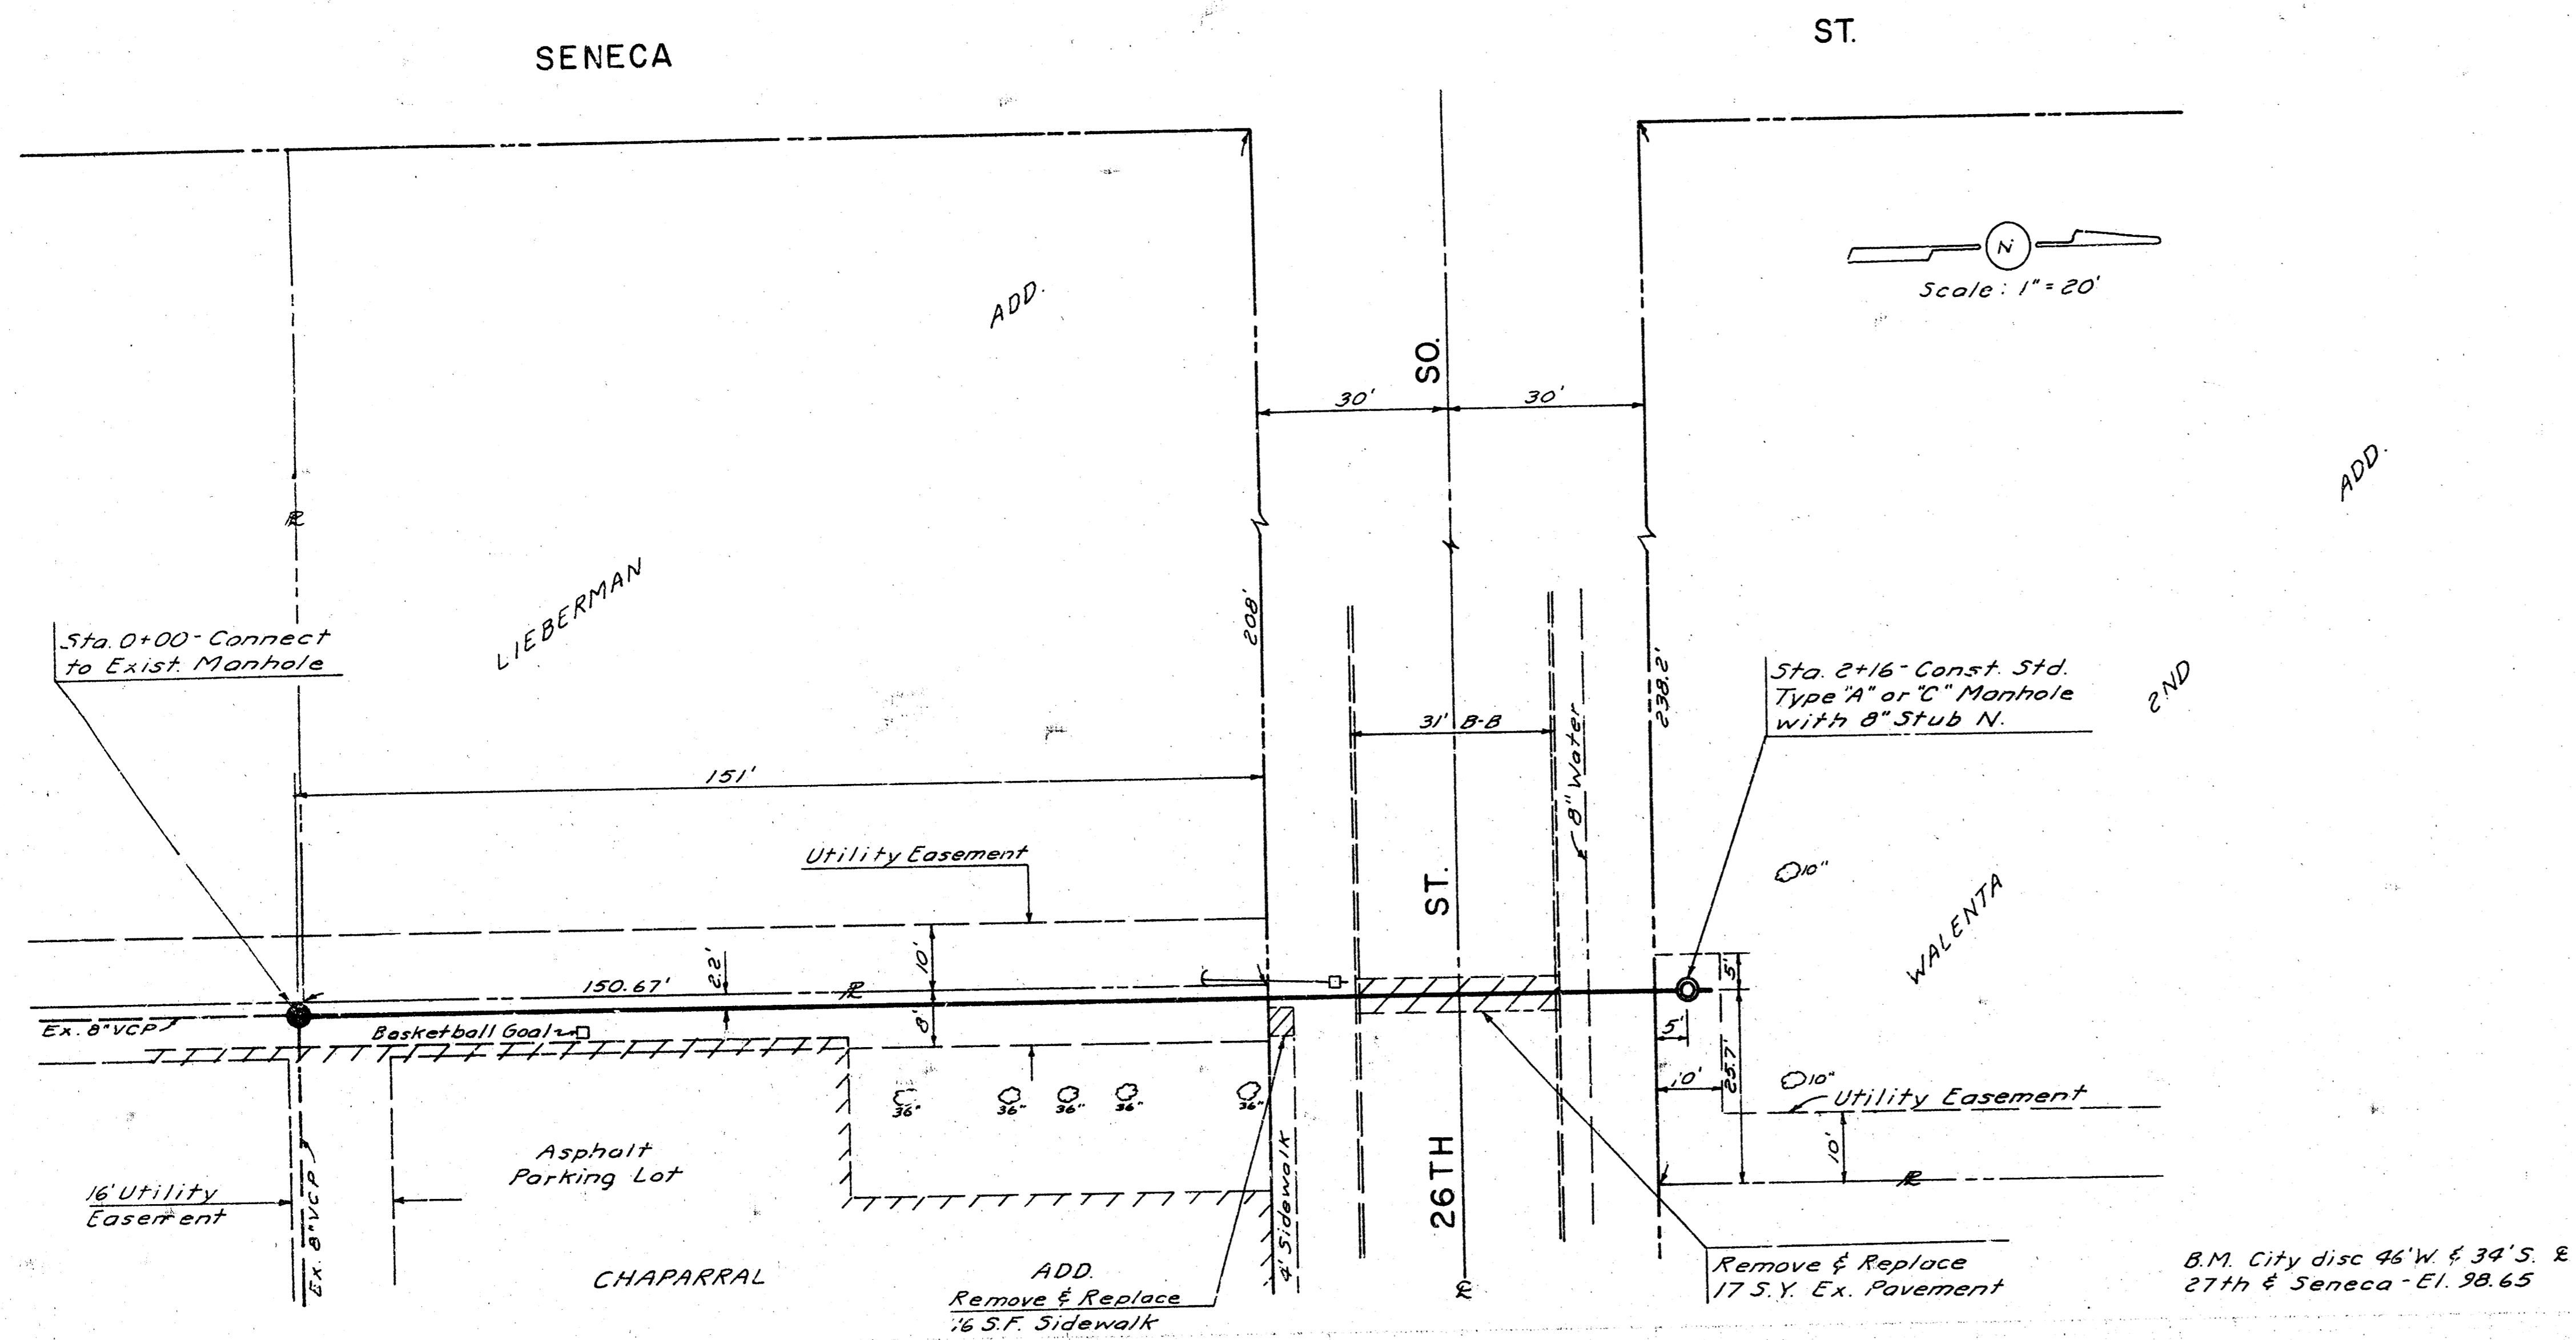 SENECA
ST.
N
Scale: 1" = 20'
ADD.
SO.
30'
30'
ADD.
LIEBERMAN
208'
238.2'
Sta. 0+00 - Connect
to Exist. Manhole
Sta. 2+16 - Const. Std.
Type "A" or "C" Manhole
with 8" Stub N.
2ND
31' B-B
8" Water
151'
Utility Easement
ST.
10"
WALENTA
150.67'
2.2'
10'
8'
5'
5'
10'
25.7'
Ex. 8" VCP
Basketball Goal
36"
36"
36"
36"
36"
10"
Utility Easement
10'
Asphalt
Parking Lot
16' Utility
Easement
Ex. 8" VCP
4' Sidewalk
26TH
CHAPARRAL
ADD.
Remove & Replace
16 S.F. Sidewalk
Remove & Replace
17 S.Y. Ex. Pavement
B.M. City disc 46' W. & 34' S. ℄
27th & Seneca - El. 98.65
℄